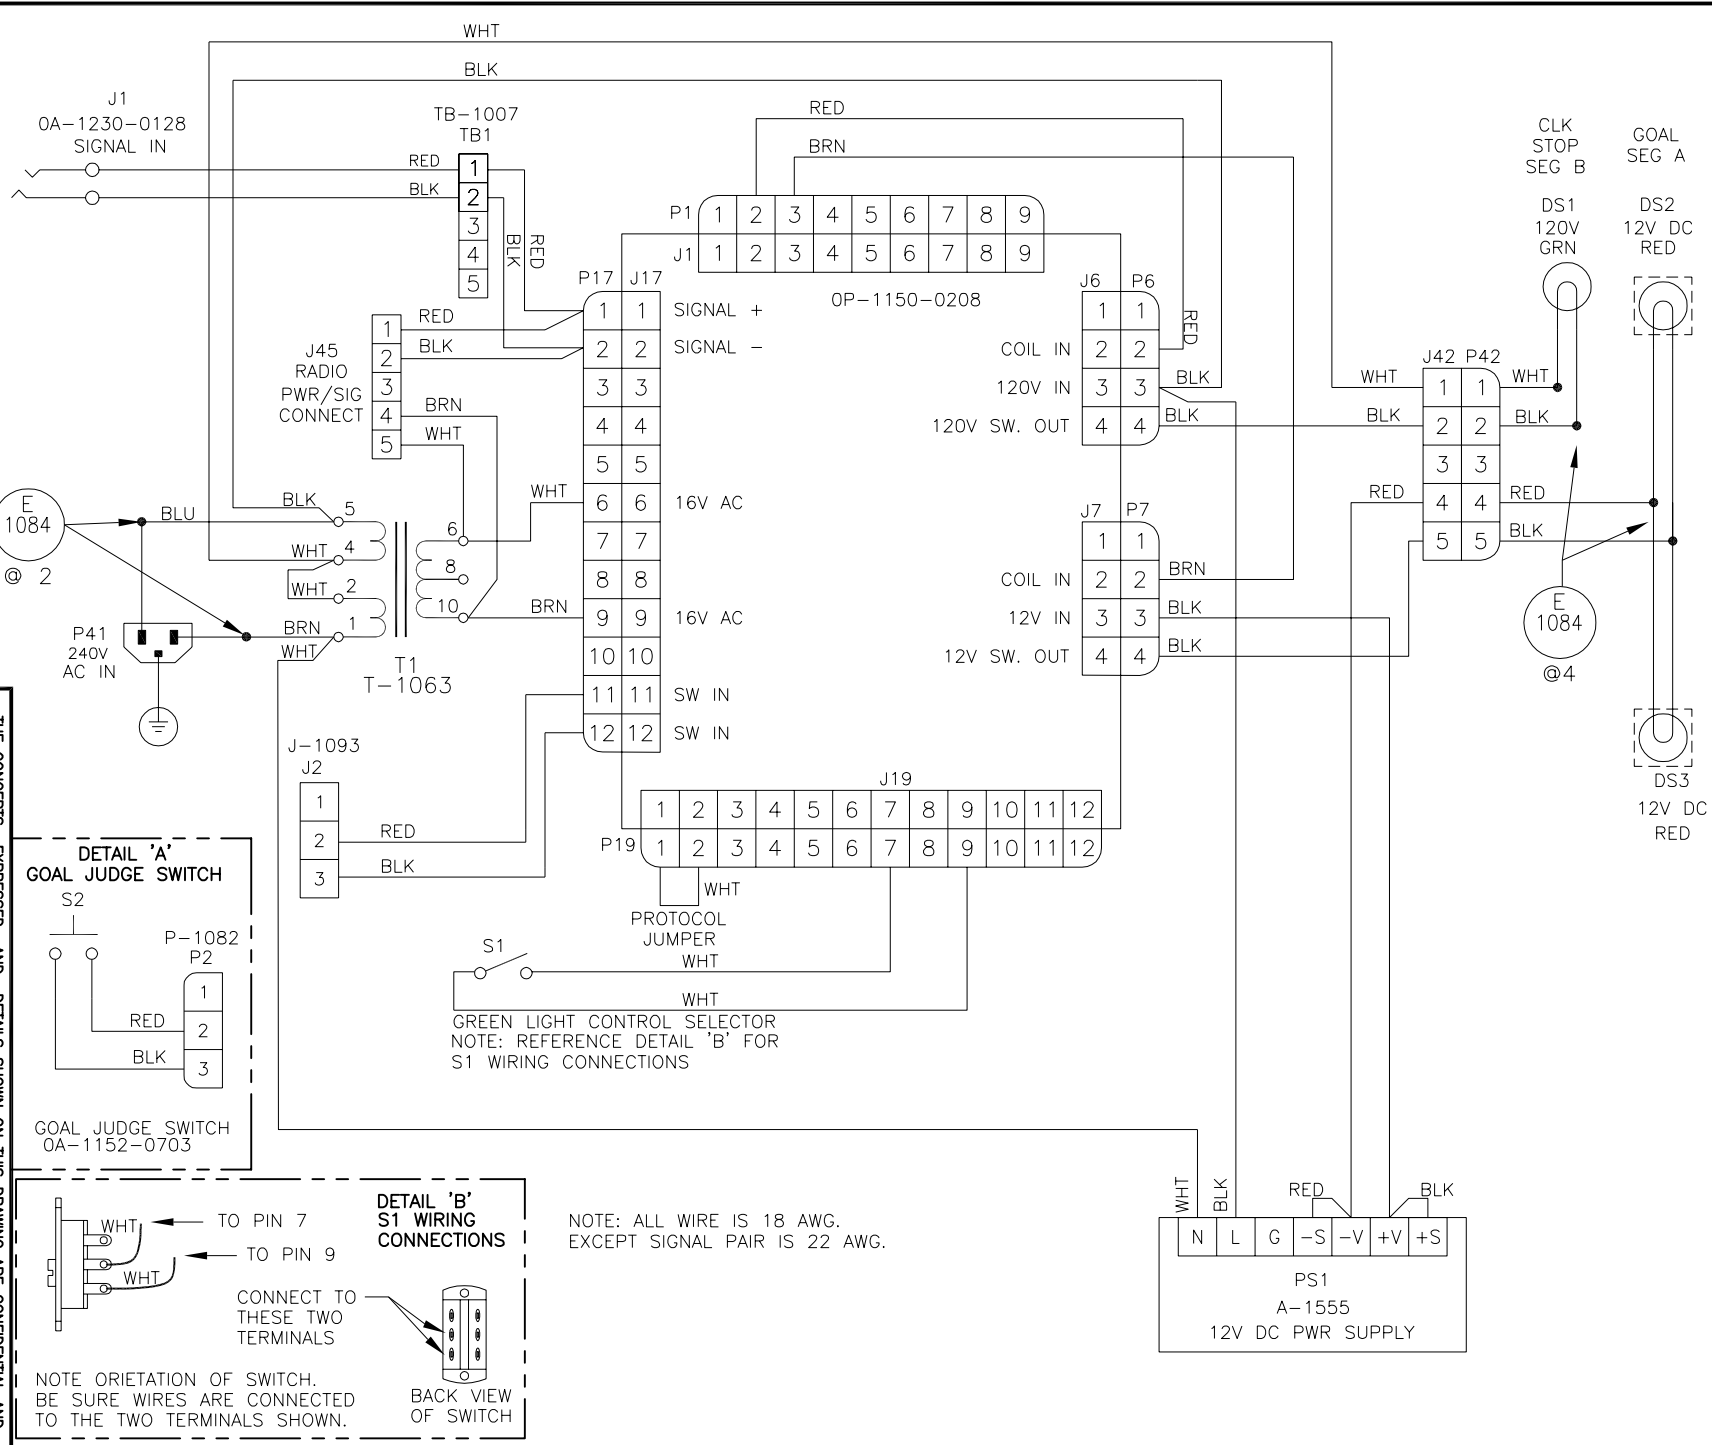 WHT
BLK
J1
0A-1230-0128
SIGNAL IN
TB-1007
TB1
RED
BLK
1
2
3
4
5
BLK
RED
RED
BRN
P1 1 2 3 4 5 6 7 8 9
J1 1 2 3 4 5 6 7 8 9
0P-1150-0208
CLK
STOP
SEG B
GOAL
SEG A
DS1
120V
GRN
DS2
12V DC
RED
P17 J17
1 1 SIGNAL +
2 2 SIGNAL -
3 3
4 4
5 5
6 6 16V AC
7 7
8 8
9 9 16V AC
10 10
11 11 SW IN
12 12 SW IN
J6 P6
1 1
COIL IN 2 2
120V IN 3 3
120V SW. OUT 4 4
RED
BLK
BLK
J7 P7
1 1
COIL IN 2 2
12V IN 3 3
12V SW. OUT 4 4
BRN
BLK
BLK
J45
RADIO
PWR/SIG
CONNECT
1
2
3
4
5
RED
BLK
BRN
WHT
WHT
BRN
J42 P42
WHT 1 1 WHT
BLK 2 2 BLK
3 3
RED 4 4 RED
5 5 BLK
E
1084
@ 2
BLU
BLK 5
WHT 4
WHT 2
BRN 1
WHT
6
8
10
T1
T-1063
P41
240V
AC IN
E
1084
@4
DS3
12V DC
RED
J-1093
J2
1
2
3
RED
BLK
J19
1 2 3 4 5 6 7 8 9 10 11 12
P19 1 2 3 4 5 6 7 8 9 10 11 12
WHT
PROTOCOL
JUMPER
S1
WHT
WHT
GREEN LIGHT CONTROL SELECTOR
NOTE: REFERENCE DETAIL 'B' FOR
S1 WIRING CONNECTIONS
DETAIL 'A'
GOAL JUDGE SWITCH
S2
P-1082
P2
1
2
3
RED
BLK
GOAL JUDGE SWITCH
0A-1152-0703
DETAIL 'B'
S1 WIRING
CONNECTIONS
WHT
TO PIN 7
TO PIN 9
WHT
CONNECT TO
THESE TWO
TERMINALS
BACK VIEW
OF SWITCH
NOTE ORIETATION OF SWITCH.
BE SURE WIRES ARE CONNECTED
TO THE TWO TERMINALS SHOWN.
NOTE: ALL WIRE IS 18 AWG.
EXCEPT SIGNAL PAIR IS 22 AWG.
WHT
BLK
RED
BLK
N L G -S -V +V +S
PS1
A-1555
12V DC PWR SUPPLY